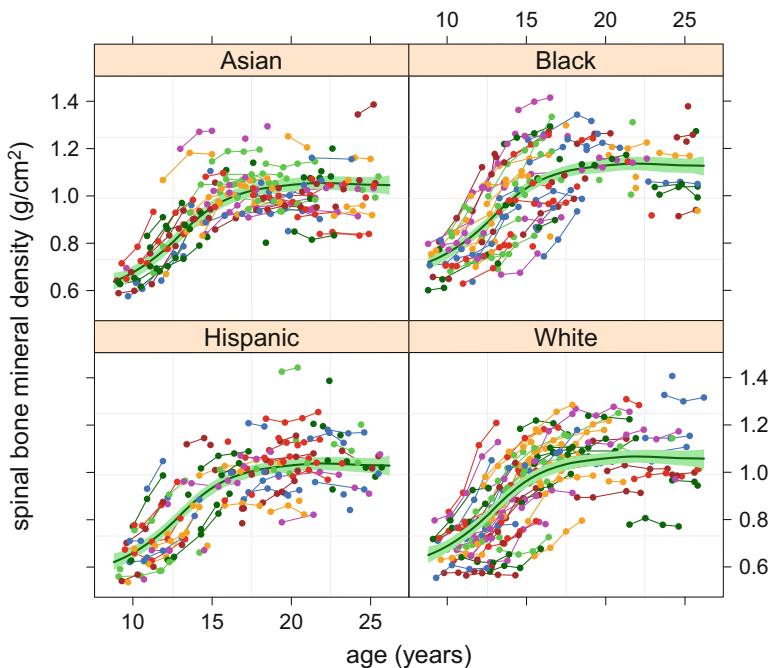 10 15 20 25
Asian Black
1.4
1.2
1.0
0.8
0.6
spinal bone mineral density (g/cm²)
Hispanic White
1.4
1.2
1.0
0.8
0.6
10 15 20 25
age (years)